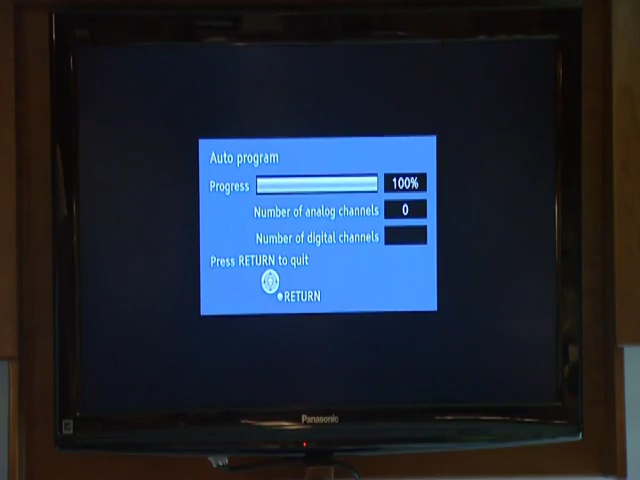 Auto program
Progress 100%
Number of analog channels 0
Number of digital channels
Press RETURN to quit
RETURN
Panasonic